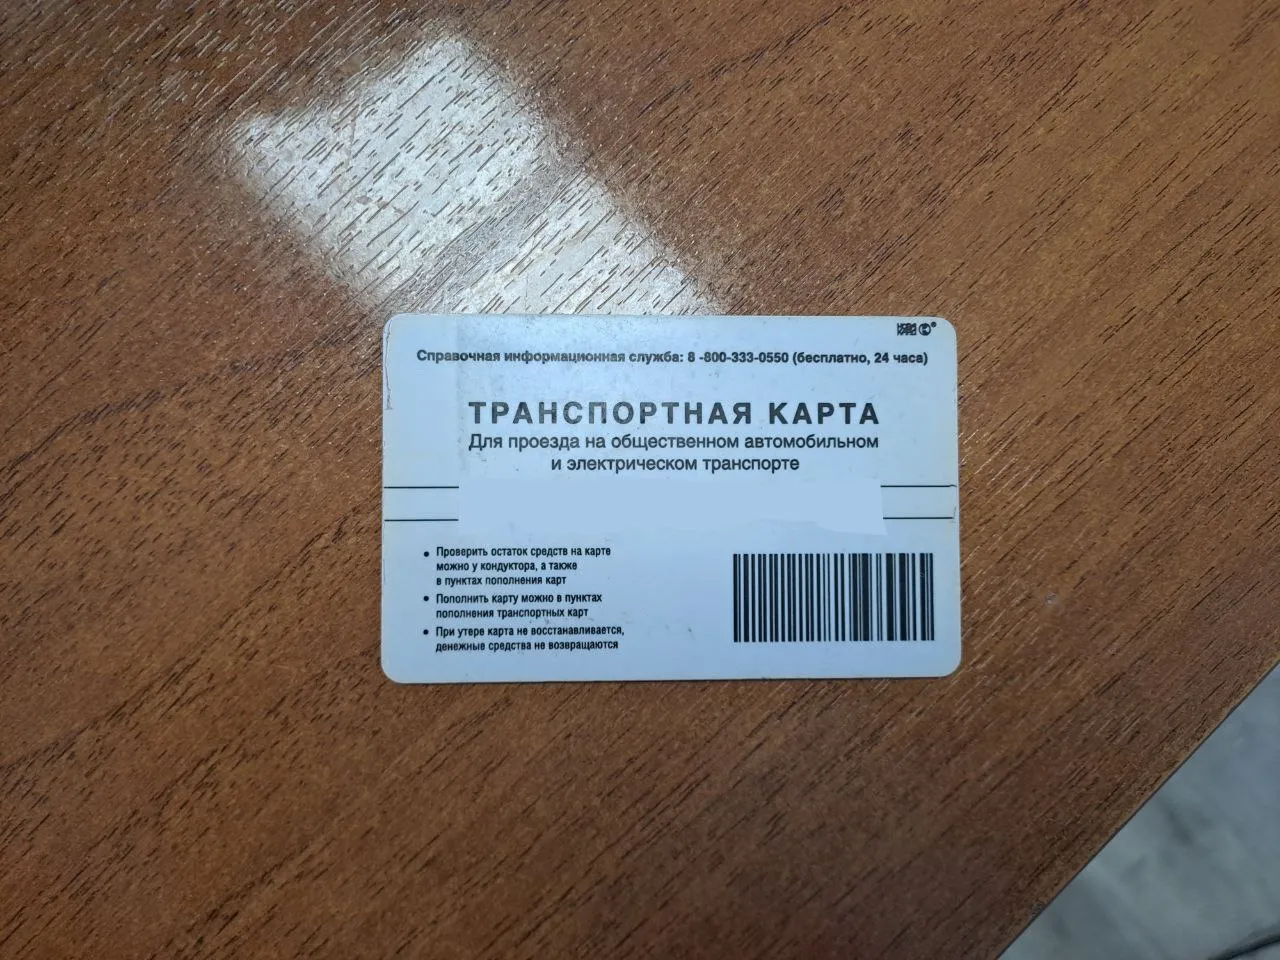 Справочная информационная служба: 8 -800-333-0550 (бесплатно, 24 часа)
ТРАНСПОРТНАЯ КАРТА
Для проезда на общественном автомобильном
и электрическом транспорте
• Проверить остаток средств на карте
можно у кондуктора, а также
в пунктах пополнения карт
• Пополнить карту можно в пунктах
пополнения транспортных карт
• При утере карта не восстанавливается,
денежные средства не возвращаются